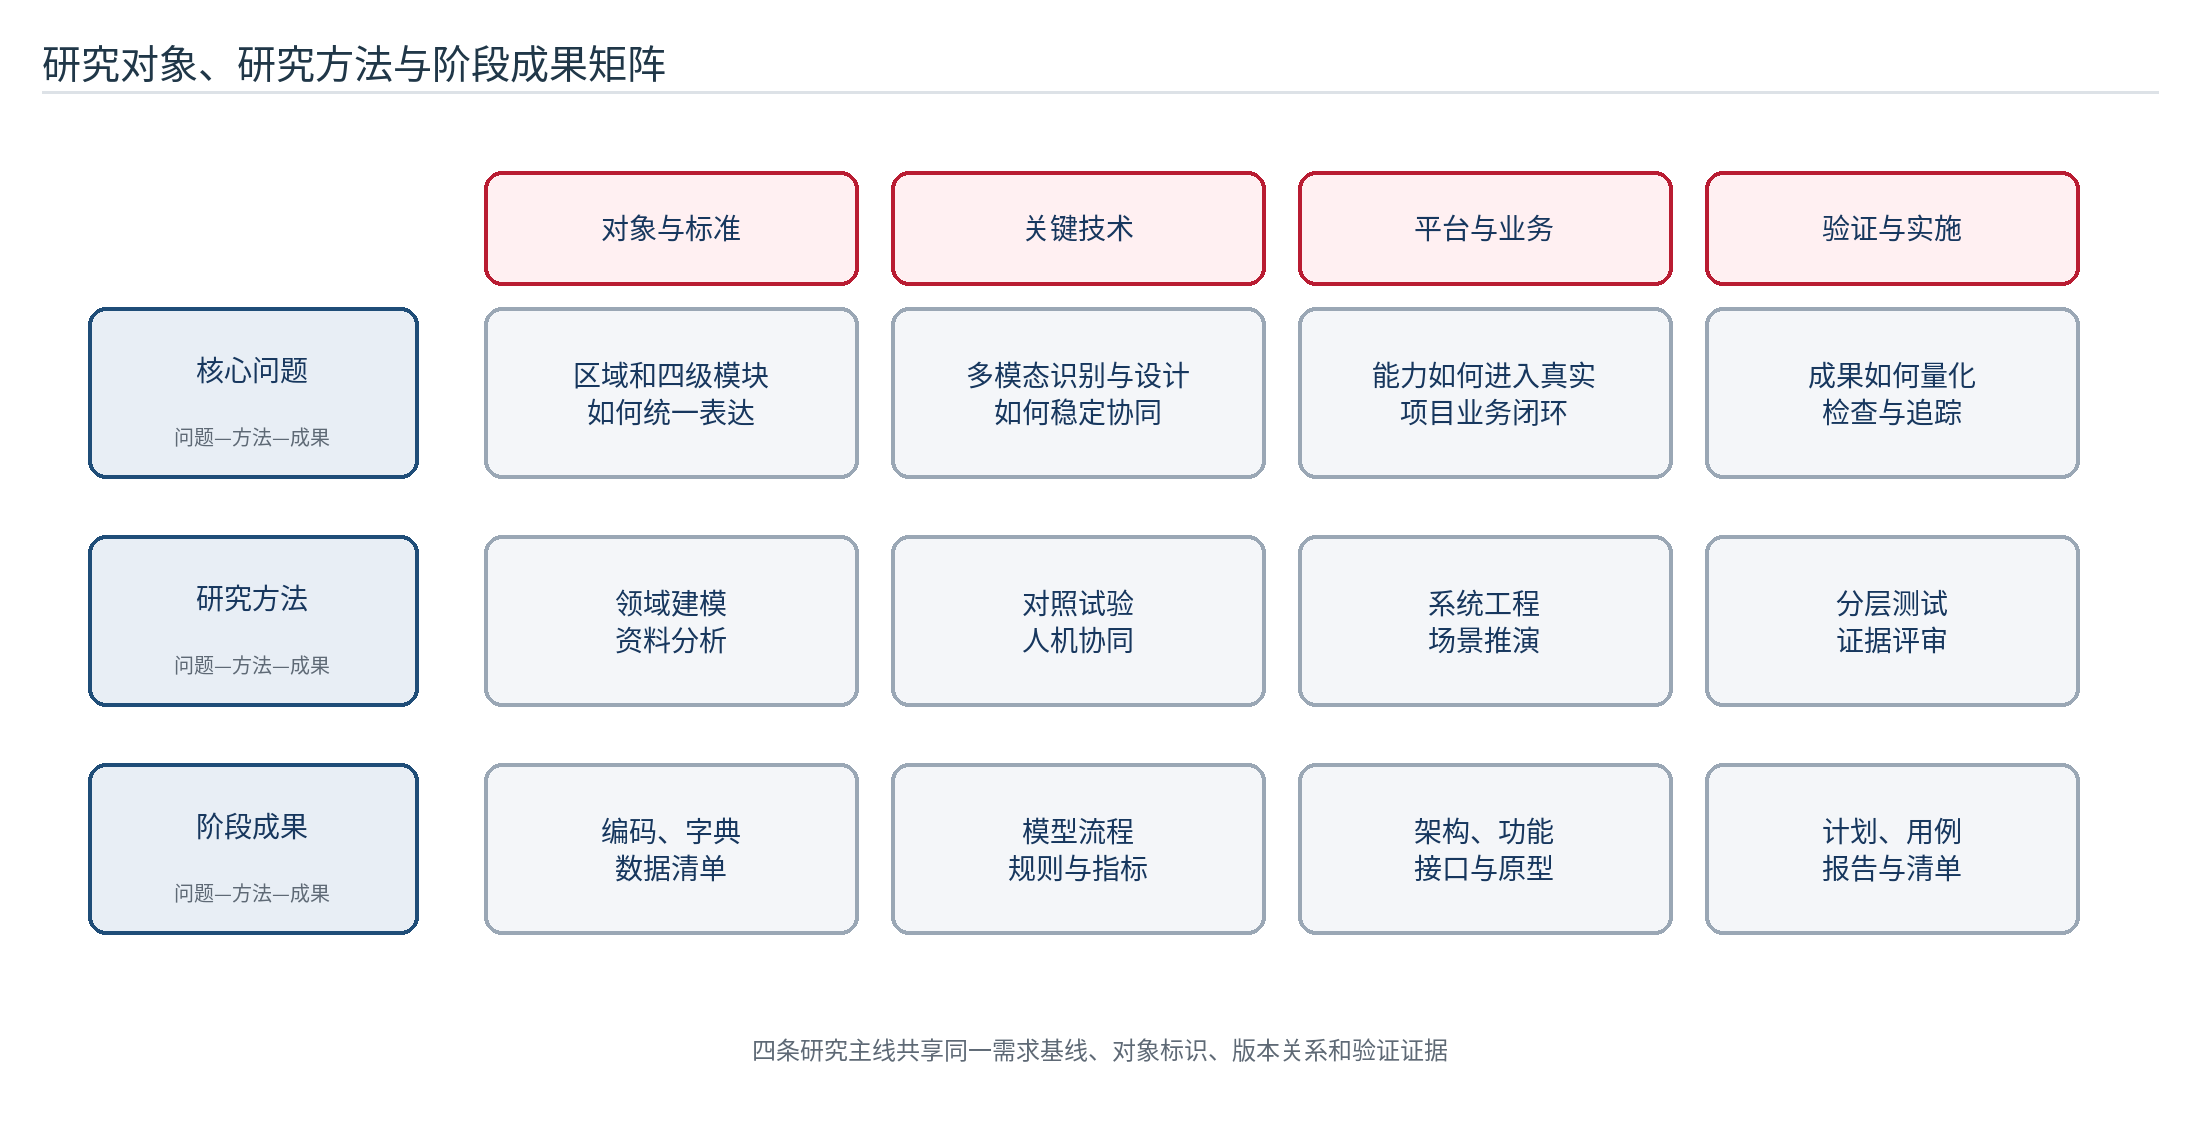 研究对象、研究方法与阶段成果矩阵
对象与标准
关键技术
平台与业务
验证与实施
核心问题
问题—方法—成果
区域和四级模块
如何统一表达
多模态识别与设计
如何稳定协同
能力如何进入真实
项目业务闭环
成果如何量化
检查与追踪
研究方法
问题—方法—成果
领域建模
资料分析
对照试验
人机协同
系统工程
场景推演
分层测试
证据评审
阶段成果
问题—方法—成果
编码、字典
数据清单
模型流程
规则与指标
架构、功能
接口与原型
计划、用例
报告与清单
四条研究主线共享同一需求基线、对象标识、版本关系和验证证据